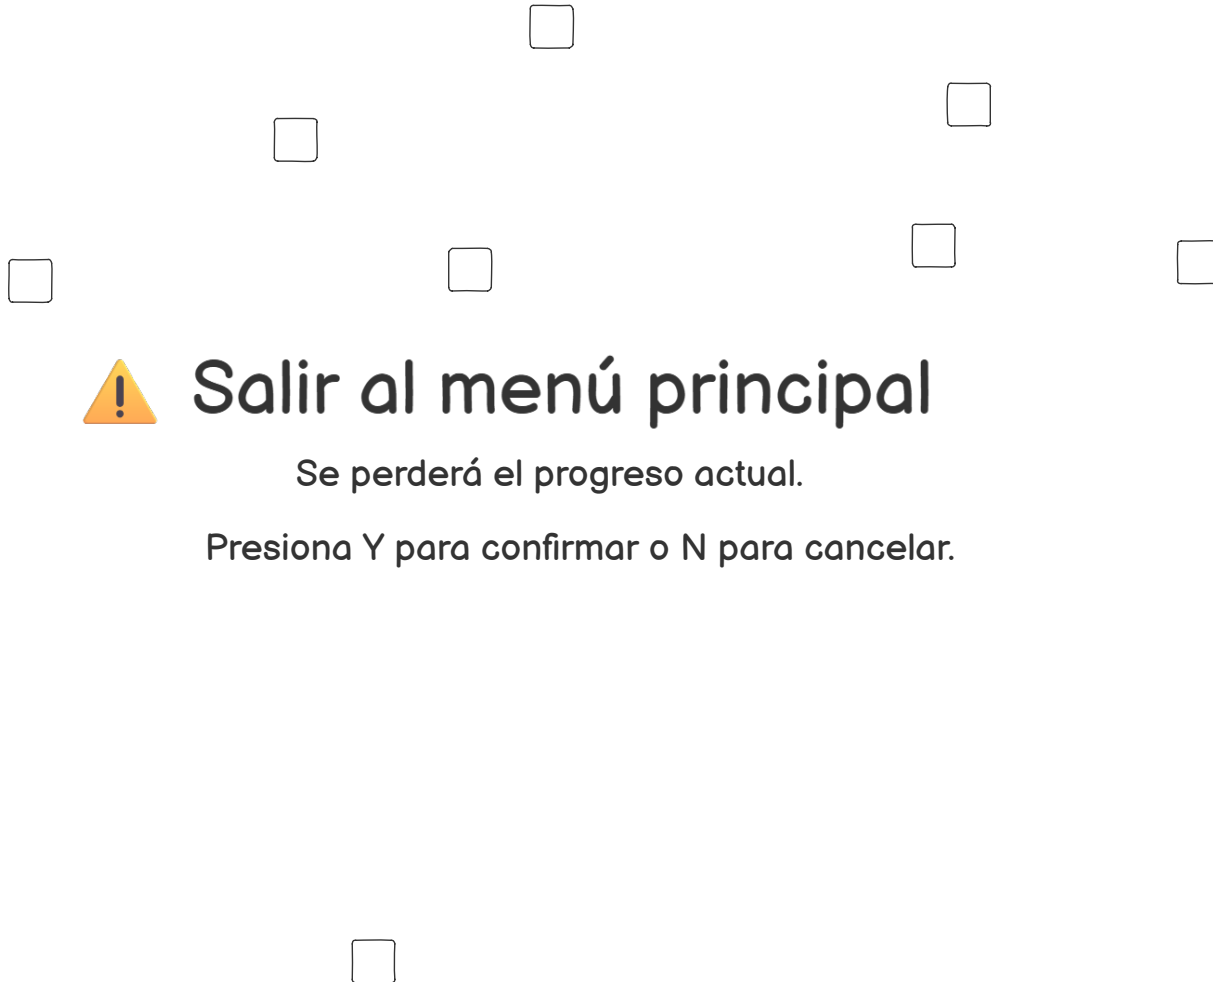 Salir al menú principal
Se perderá el progreso actual.
Presiona Y para confirmar o N para cancelar.